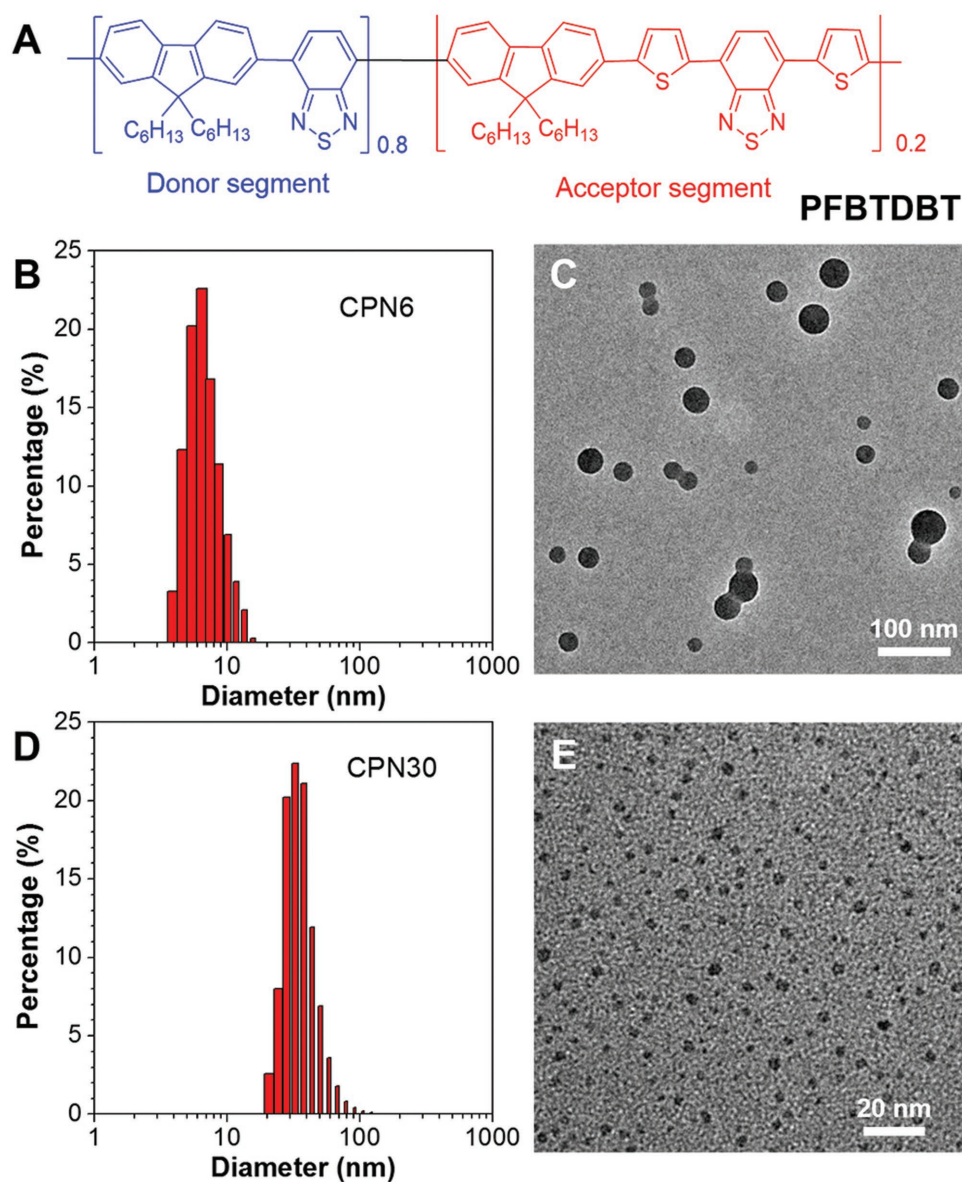 A
0.8
0.2
C₆H₁₃ C₆H₁₃
N N
S
C₆H₁₃ C₆H₁₃
S
N N
S
S
Donor segment
Acceptor segment
PFBTDBT
B
CPN6
Percentage (%)
25
20
15
10
5
0
1 10 100 1000
Diameter (nm)
C
100 nm
D
CPN30
Percentage (%)
25
20
15
10
5
0
1 10 100 1000
Diameter (nm)
E
20 nm